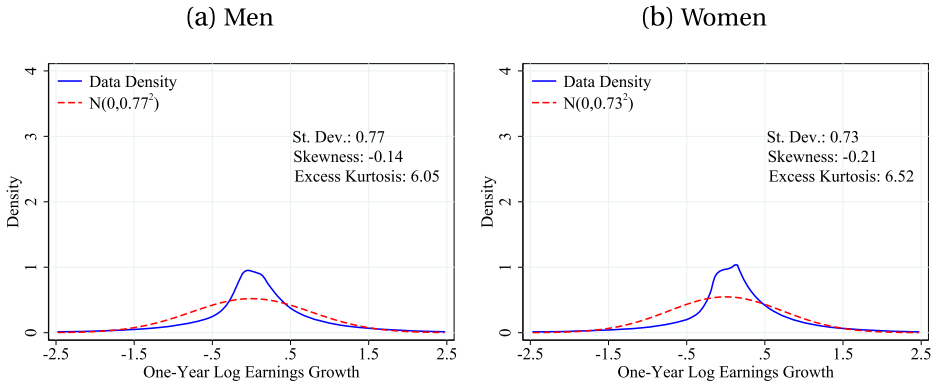 (a) Men
4
Data Density
N(0,0.77²)
3
St. Dev.: 0.77
Skewness: -0.14
Excess Kurtosis: 6.05
Density
2
1
0
-2.5 -1.5 -.5 .5 1.5 2.5
One-Year Log Earnings Growth
(b) Women
4
Data Density
N(0,0.73²)
3
St. Dev.: 0.73
Skewness: -0.21
Excess Kurtosis: 6.52
Density
2
1
0
-2.5 -1.5 -.5 .5 1.5 2.5
One-Year Log Earnings Growth